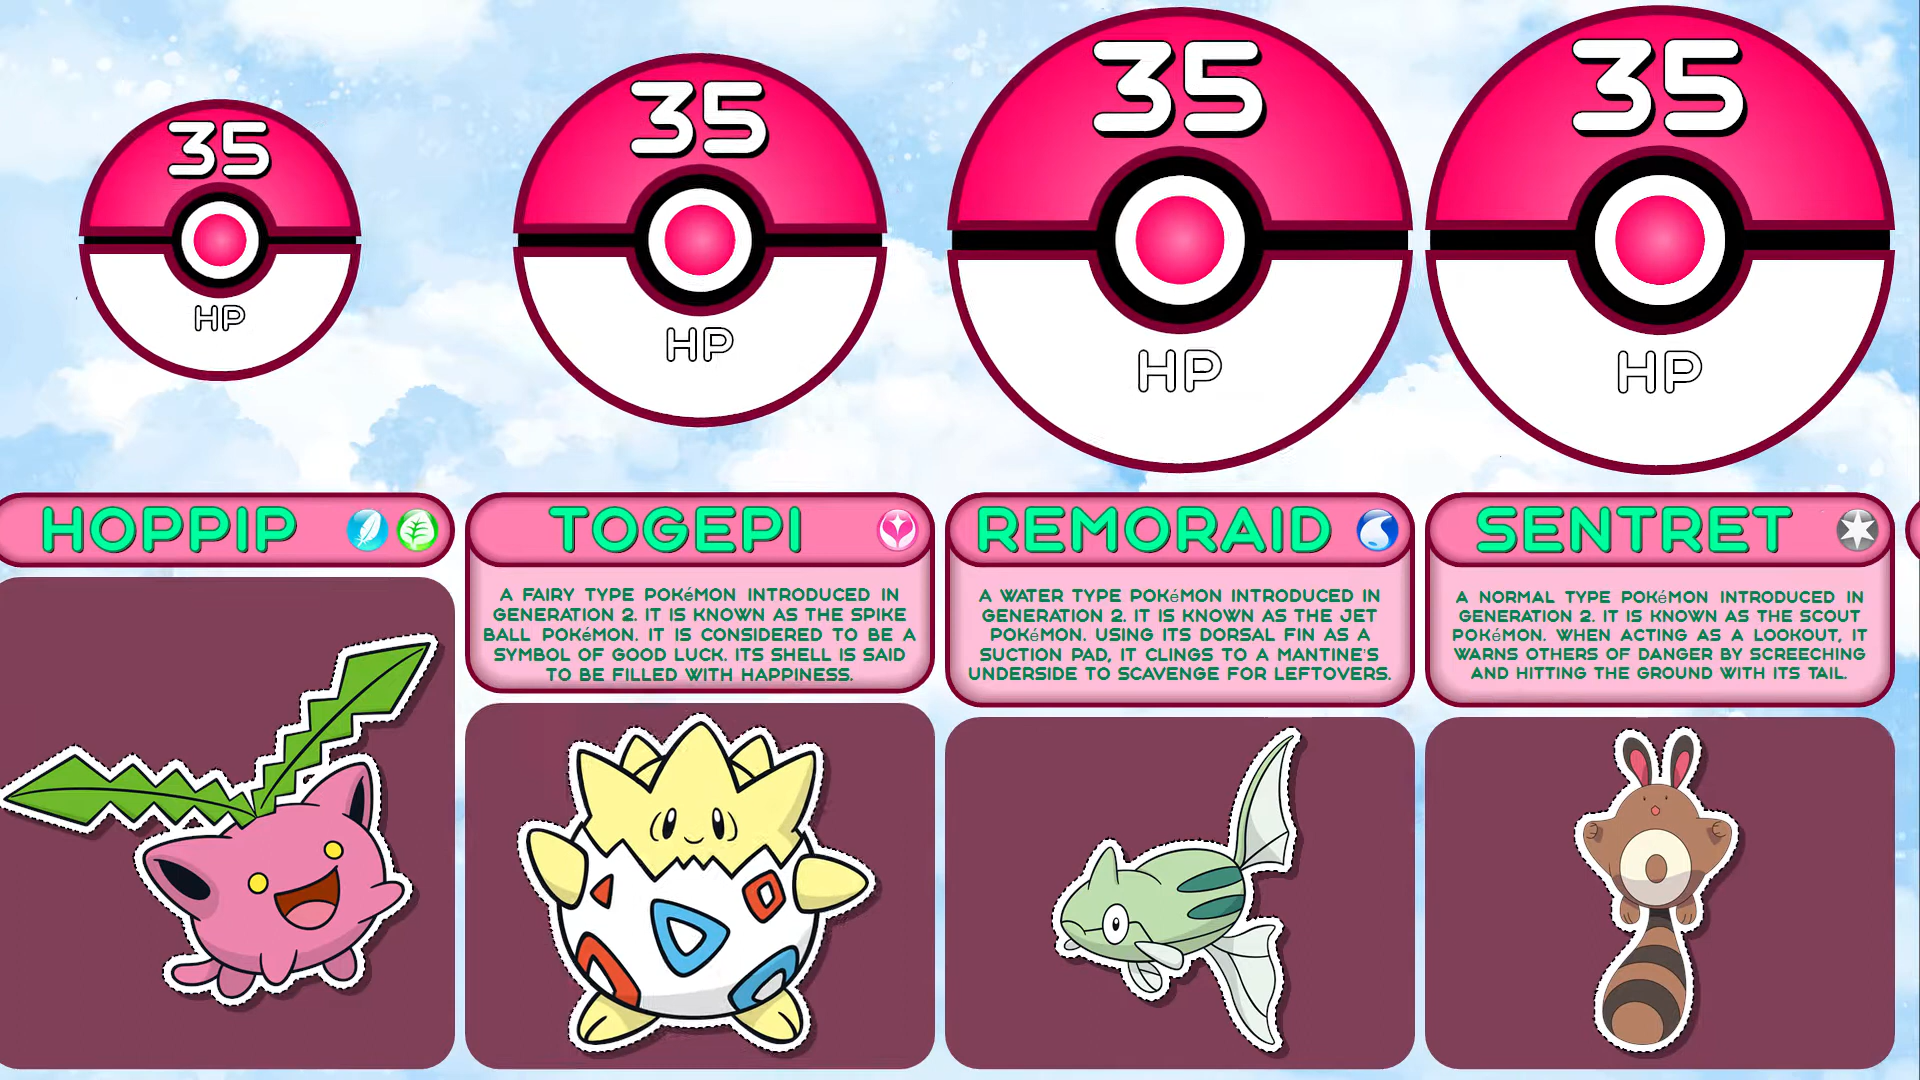 35
HP
35
HP
35
HP
35
HP
HOPPIP
TOGEPI
A FAIRY TYPE POKéMON INTRODUCED IN
GENERATION 2. IT IS KNOWN AS THE SPIKE
BALL POKéMON. IT IS CONSIDERED TO BE A
SYMBOL OF GOOD LUCK. ITS SHELL IS SAID
TO BE FILLED WITH HAPPINESS.
REMORAID
A WATER TYPE POKéMON INTRODUCED IN
GENERATION 2. IT IS KNOWN AS THE JET
POKéMON. USING ITS DORSAL FIN AS A
SUCTION PAD, IT CLINGS TO A MANTINE'S
UNDERSIDE TO SCAVENGE FOR LEFTOVERS.
SENTRET
A NORMAL TYPE POKéMON INTRODUCED IN
GENERATION 2. IT IS KNOWN AS THE SCOUT
POKéMON. WHEN ACTING AS A LOOKOUT, IT
WARNS OTHERS OF DANGER BY SCREECHING
AND HITTING THE GROUND WITH ITS TAIL.